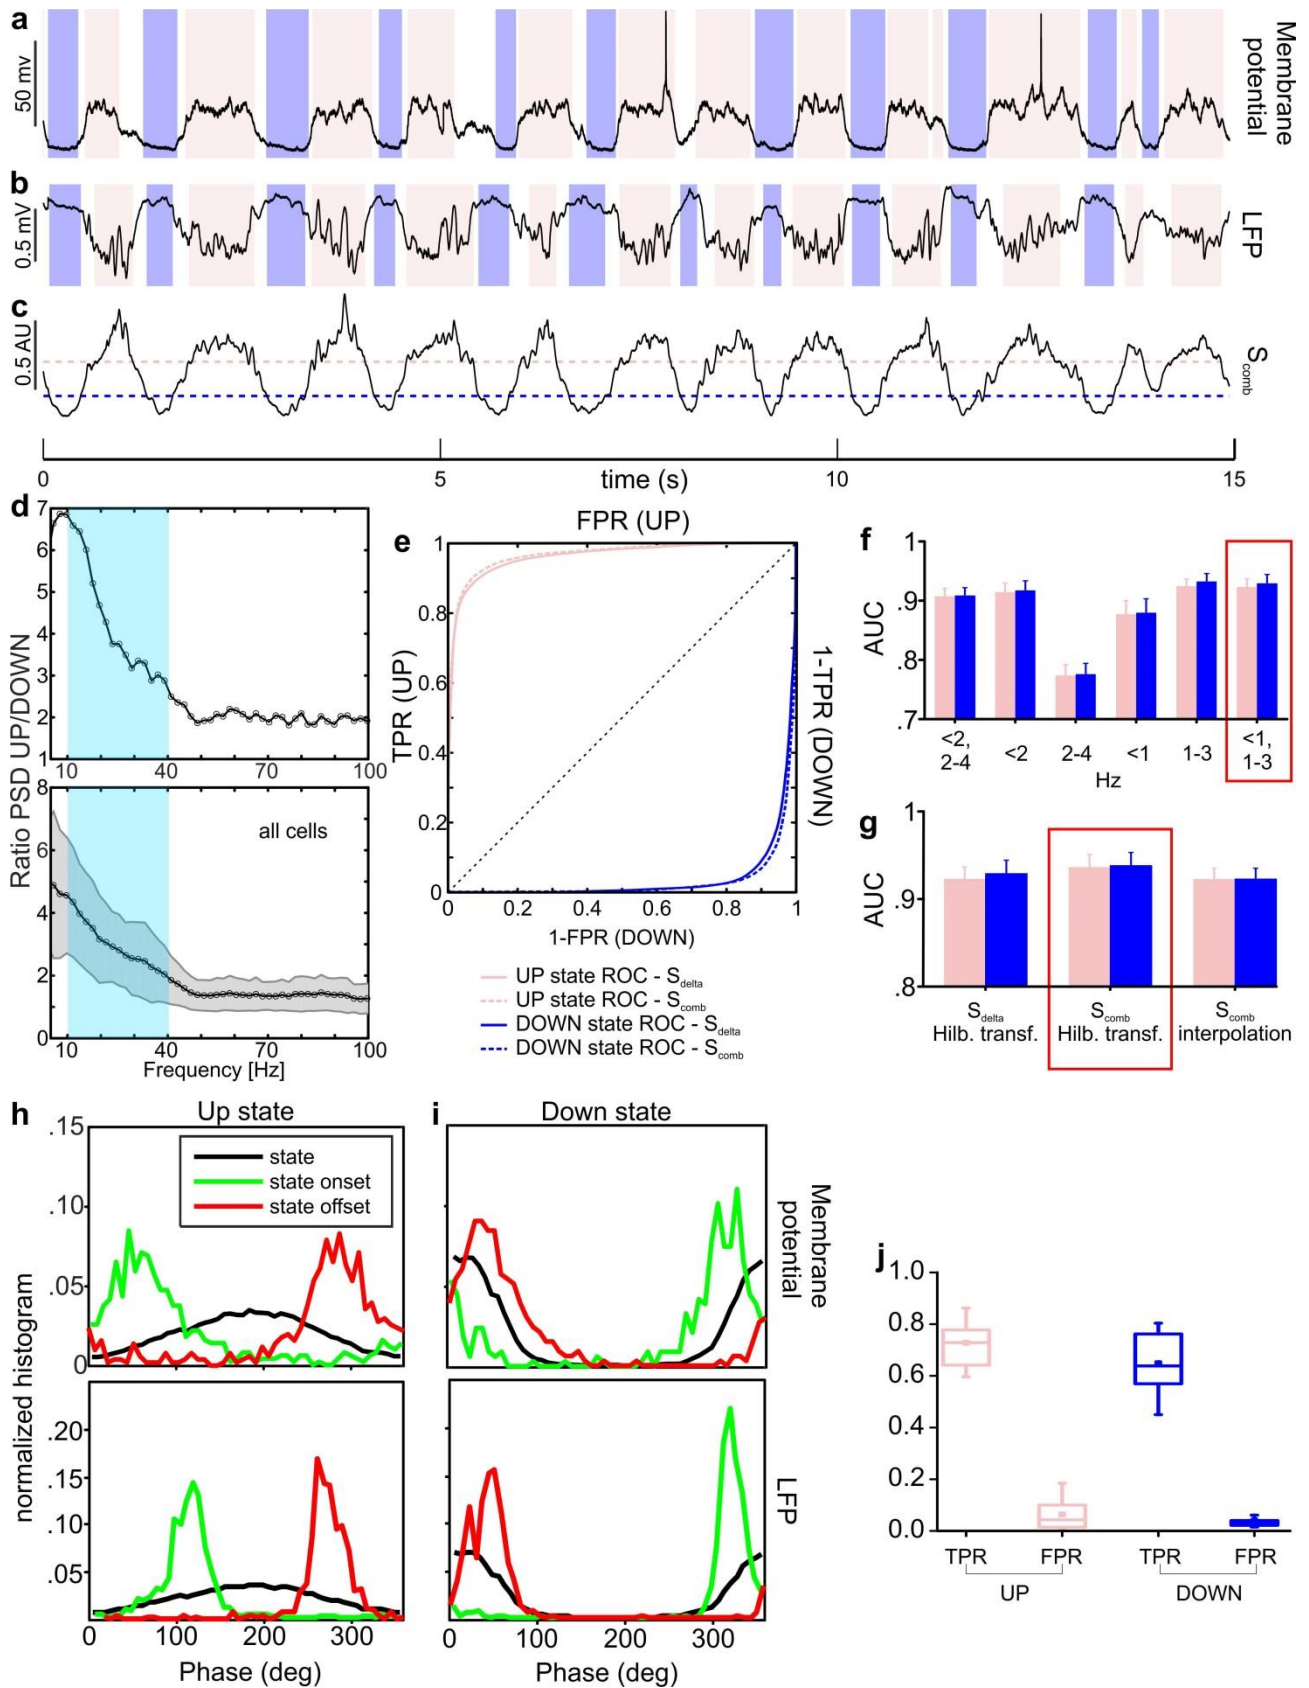 a
50 mv
Membrane
potential
b
0.5 mV
LFP
c
0.5 AU
S comb
0 5 10 15
time (s)
d
7
6
5
4
3
2
1
10 40 70 100
Ratio PSD UP/DOWN
8
6
4
2
0
all cells
10 40 70 100
Frequency [Hz]
e
FPR (UP)
1
0.8
0.6
0.4
0.2
0
TPR (UP)
1-TPR (DOWN)
0 0.2 0.4 0.6 0.8 1
1-FPR (DOWN)
UP state ROC - S delta
UP state ROC - S comb
DOWN state ROC - S delta
DOWN state ROC - S comb
f
1
.9
.8
.7
AUC
<2, 2-4
<2
2-4
<1
1-3
<1, 1-3
Hz
g
1
.9
.8
AUC
S delta
Hilb. transf.
S comb
Hilb. transf.
S comb
interpolation
h
Up state
.15
.10
.05
0
state
state onset
state offset
i
Down state
Membrane
potential
normalized histogram
.20
.15
.10
.05
0 100 200 300
Phase (deg)
0 100 200 300
Phase (deg)
LFP
j
1.0
0.8
0.6
0.4
0.2
0.0
TPR FPR TPR FPR
UP DOWN